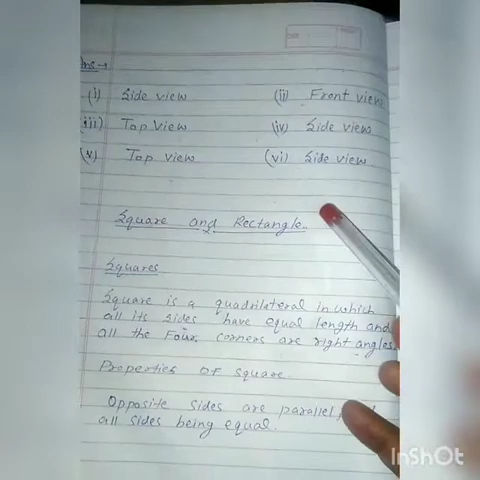 Ans:→
(i) Side view (ii) Front view
(iii) Top view (iv) Side view
(v) Top view (vi) Side view
Square and Rectangle.
Squares
Square is a quadrilateral in which
all its sides have equal length and
all the Four corners are right angles.
Properties of square.
Opposite sides are parallel,
all sides being equal.
InShOt